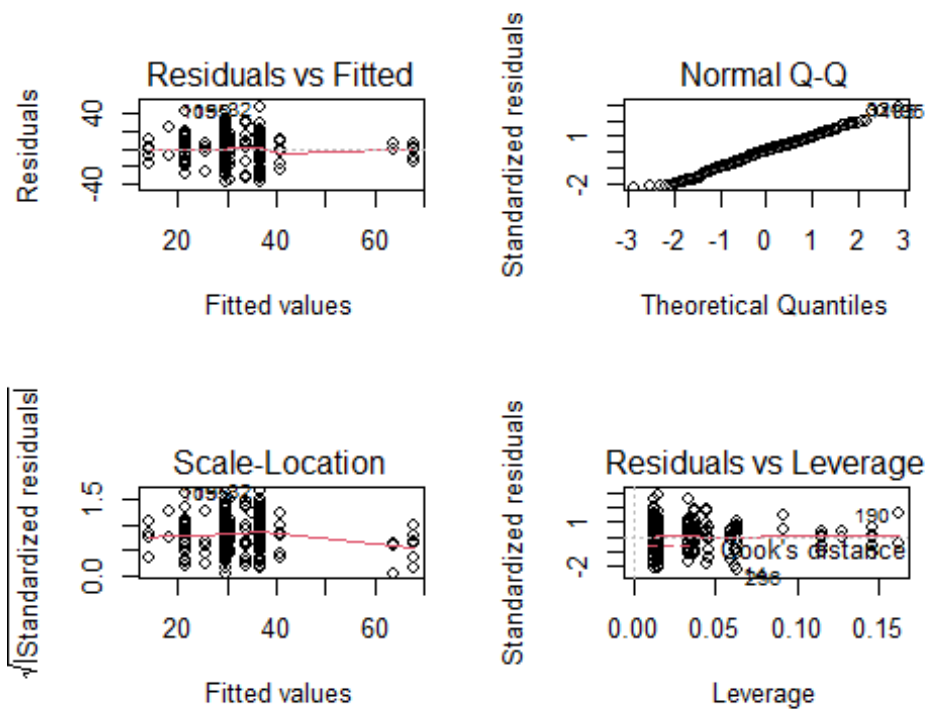 Residuals vs Fitted
Residuals
40
-40
20
40
60
Fitted values
Normal Q-Q
Standardized residuals
1
-2
-3
-2
-1
0
1
2
3
Theoretical Quantiles
Scale-Location
√|Standardized residuals|
1.5
0.0
20
40
60
Fitted values
Residuals vs Leverage
Standardized residuals
1
-2
190
Cook's distance
0.00
0.05
0.10
0.15
Leverage